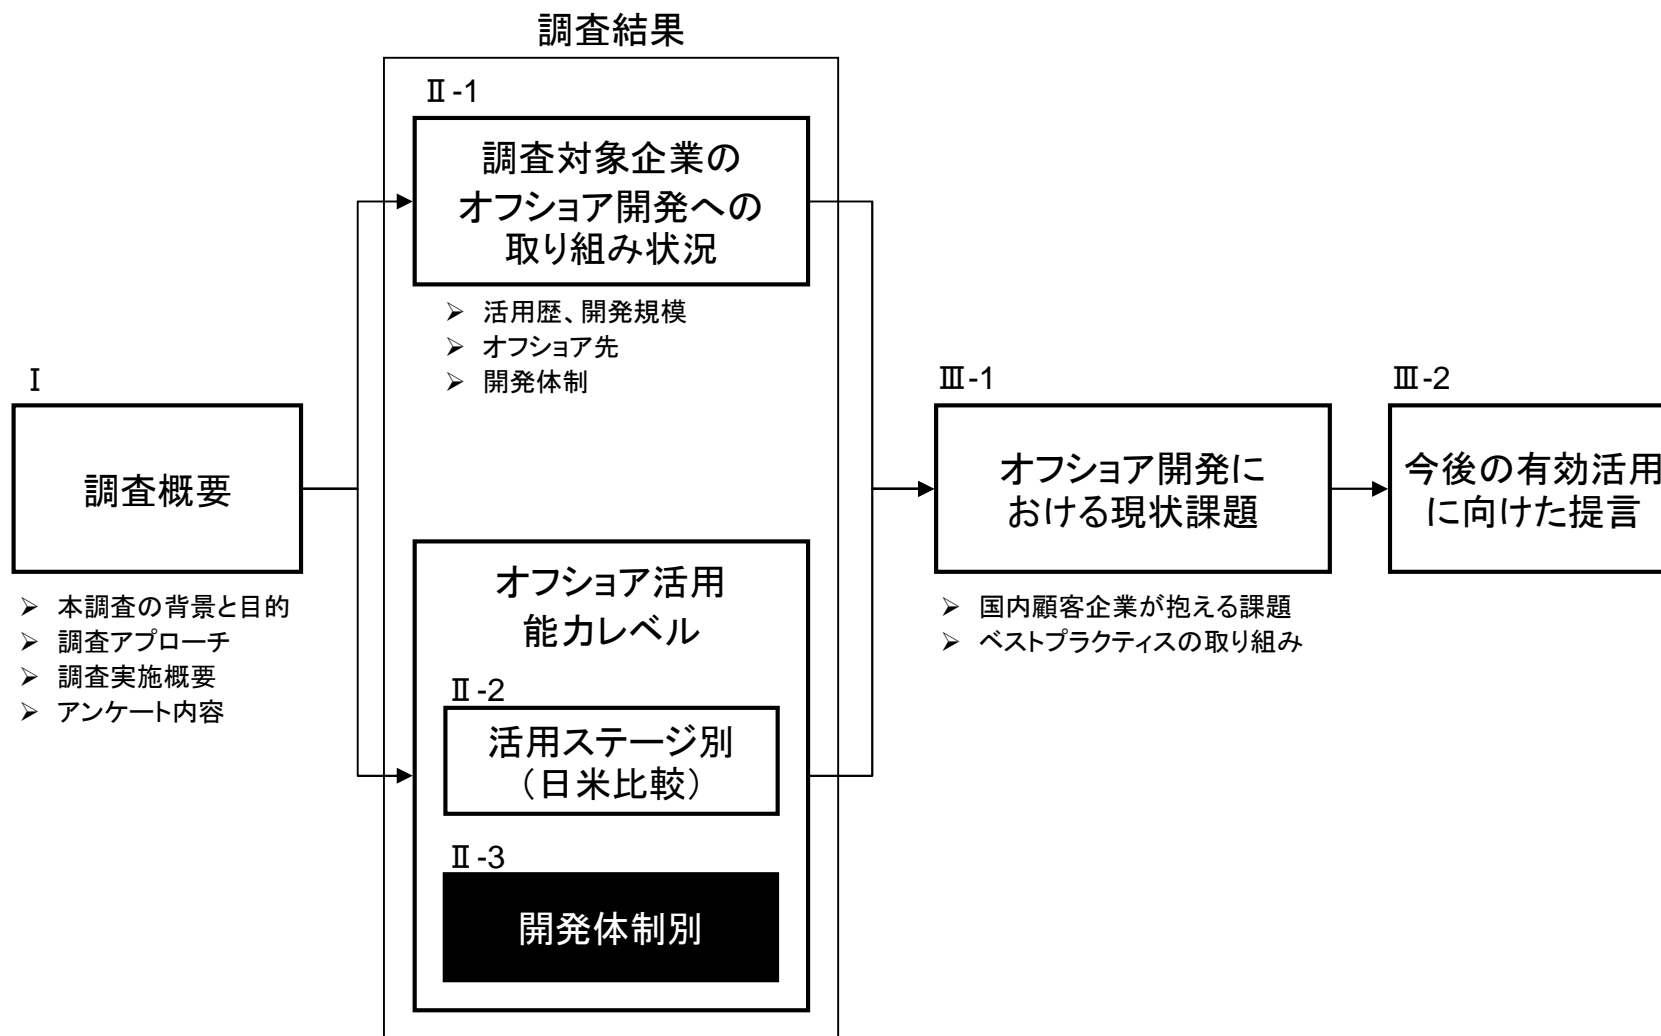 調査結果
Ⅱ-1
調査対象企業の
オフショア開発への
取り組み状況
➢ 活用歴、開発規模
➢ オフショア先
➢ 開発体制
Ⅰ
調査概要
➢ 本調査の背景と目的
➢ 調査アプローチ
➢ 調査実施概要
➢ アンケート内容
オフショア活用
能力レベル
Ⅱ-2
活用ステージ別
（日米比較）
Ⅱ-3
開発体制別
Ⅲ-1
オフショア開発に
おける現状課題
➢ 国内顧客企業が抱える課題
➢ ベストプラクティスの取り組み
Ⅲ-2
今後の有効活用
に向けた提言